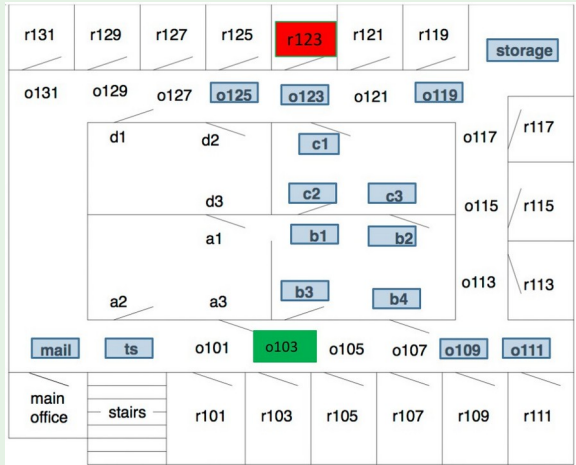 r131 r129 r127 r125 r123 r121 r119
storage
o131 o129 o127 o125 o123 o121 o119
d1 d2 c1 o117 r117
d3 c2 c3 o115 r115
a1 b1 b2
a2 a3 b3 b4 o113 r113
mail ts o101 o103 o105 o107 o109 o111
main
office
stairs r101 r103 r105 r107 r109 r111